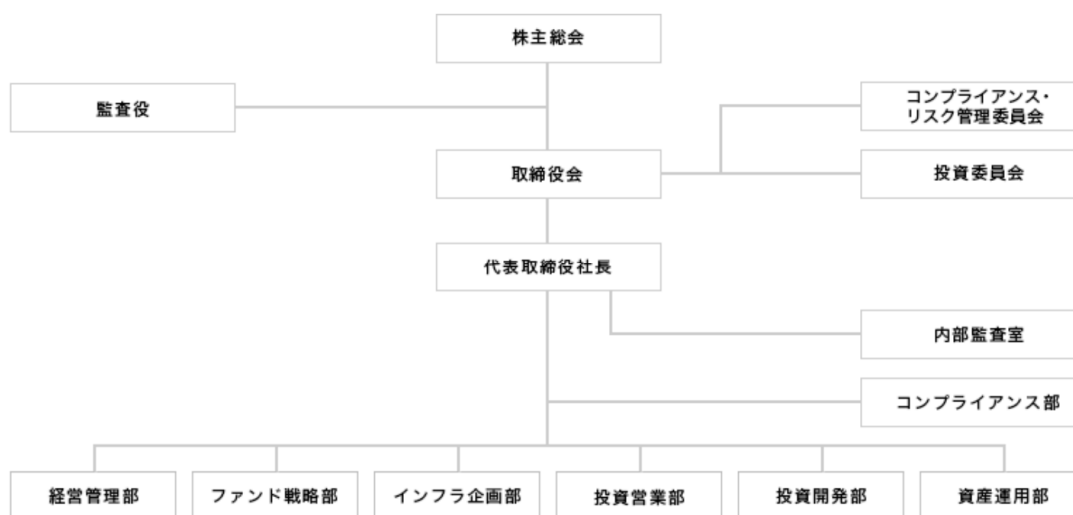 株主総会
監査役
コンプライアンス・
リスク管理委員会
取締役会
投資委員会
代表取締役社長
内部監査室
コンプライアンス部
経営管理部
ファンド戦略部
インフラ企画部
投資営業部
投資開発部
資産運用部